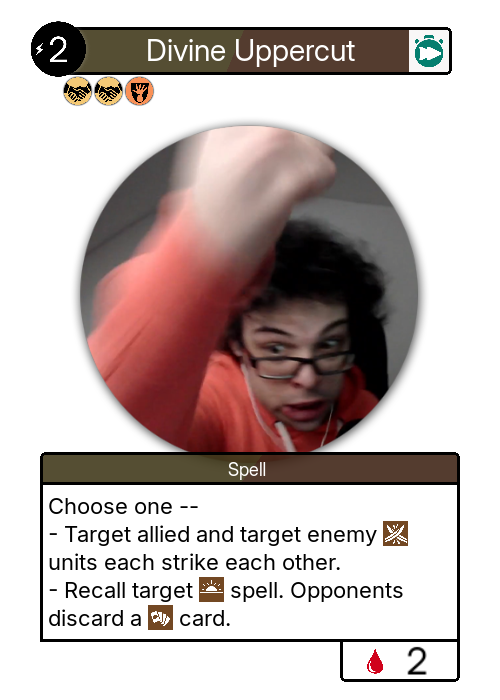 2 Divine Uppercut
Spell
Choose one --
- Target allied and target enemy
units each strike each other.
- Recall target spell. Opponents
discard a card.
2